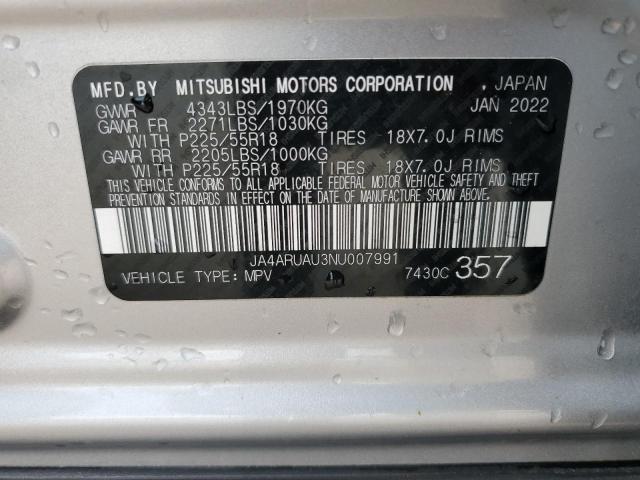 MFD.BY MITSUBISHI MOTORS CORPORATION , JAPAN
GVWR 4343LBS/1970KG JAN 2022
GAWR FR 2271LBS/1030KG
WITH P225/55R18 TIRES 18X7.0J RIMS
GAWR RR 2205LBS/1000KG
WITH P225/55R18 TIRES 18X7.0J RIMS
THIS VEHICLE CONFORMS TO ALL APPLICABLE FEDERAL MOTOR VEHICLE SAFETY AND THEFT
PREVENTION STANDARDS IN EFFECT ON THE DATE OF MANUFACTURE SHOWN ABOVE.
JA4ARUAU3NU007991
VEHICLE TYPE: MPV 7430C 357